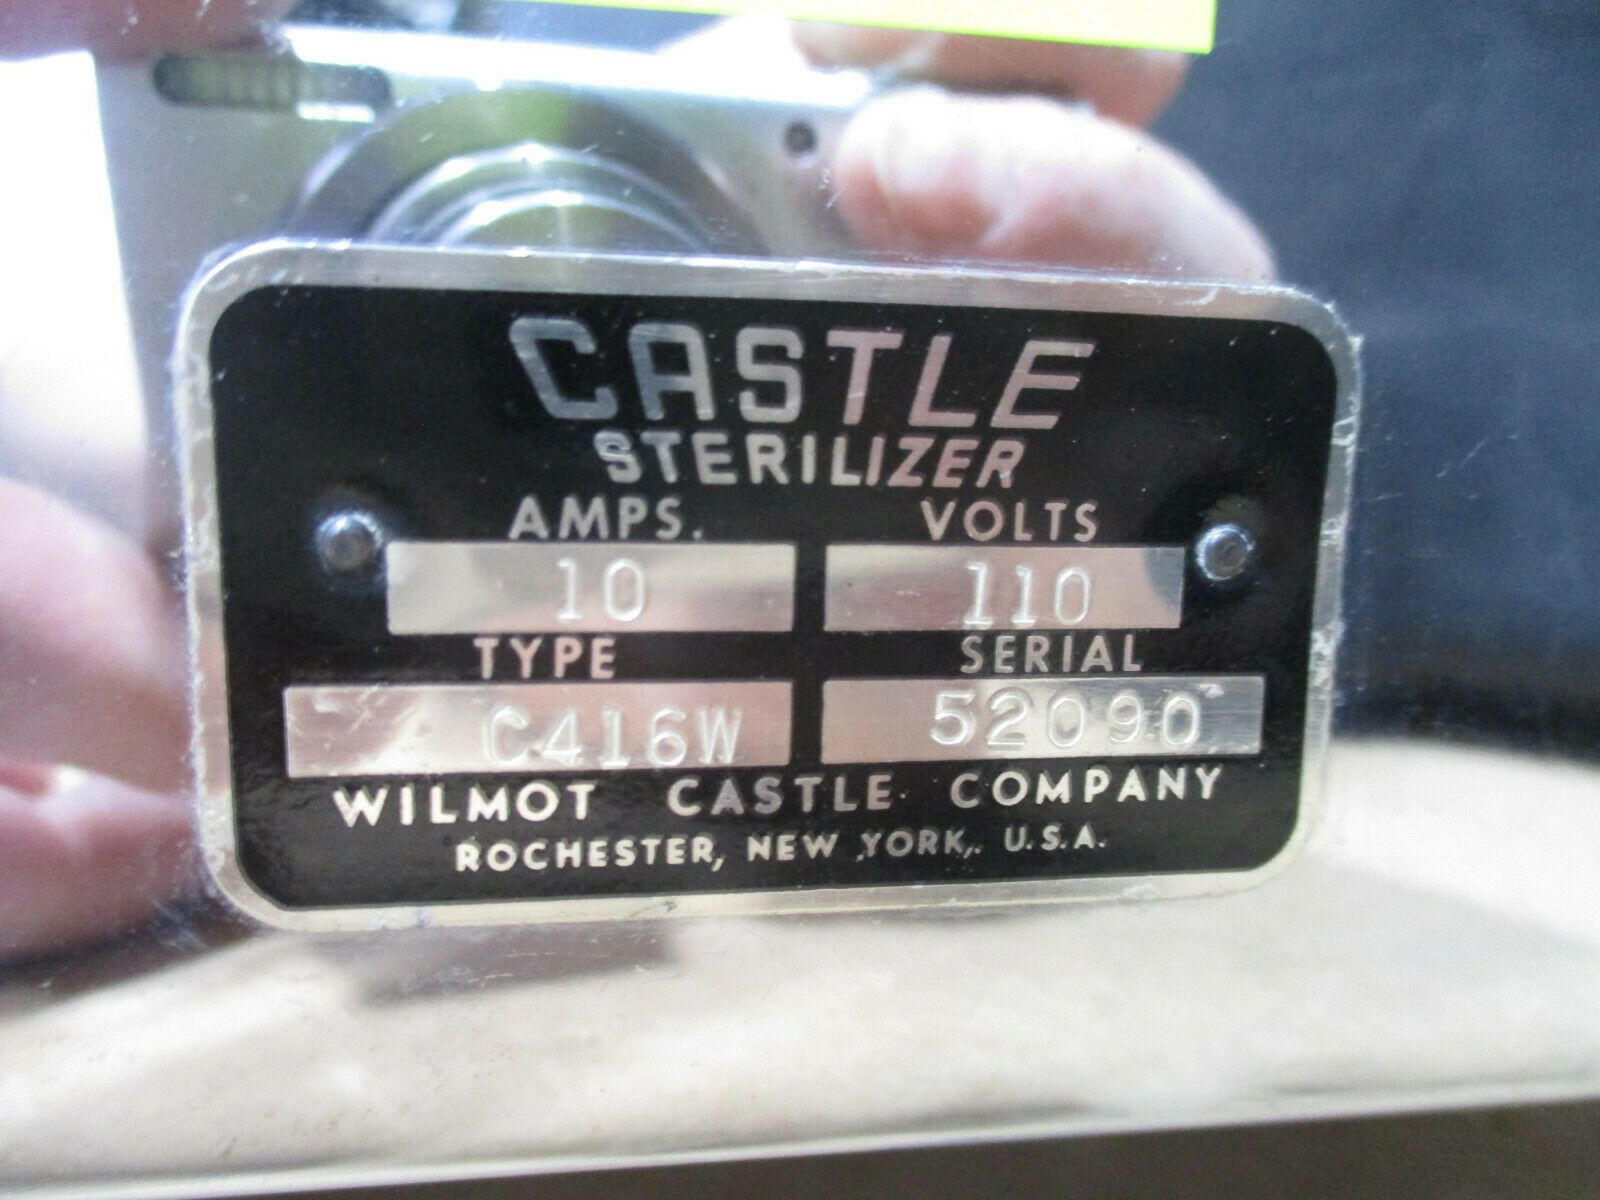 CASTLE
STERILIZER
AMPS. VOLTS
10 110
TYPE SERIAL
C416W 52090
WILMOT CASTLE COMPANY
ROCHESTER, NEW YORK, U.S.A.